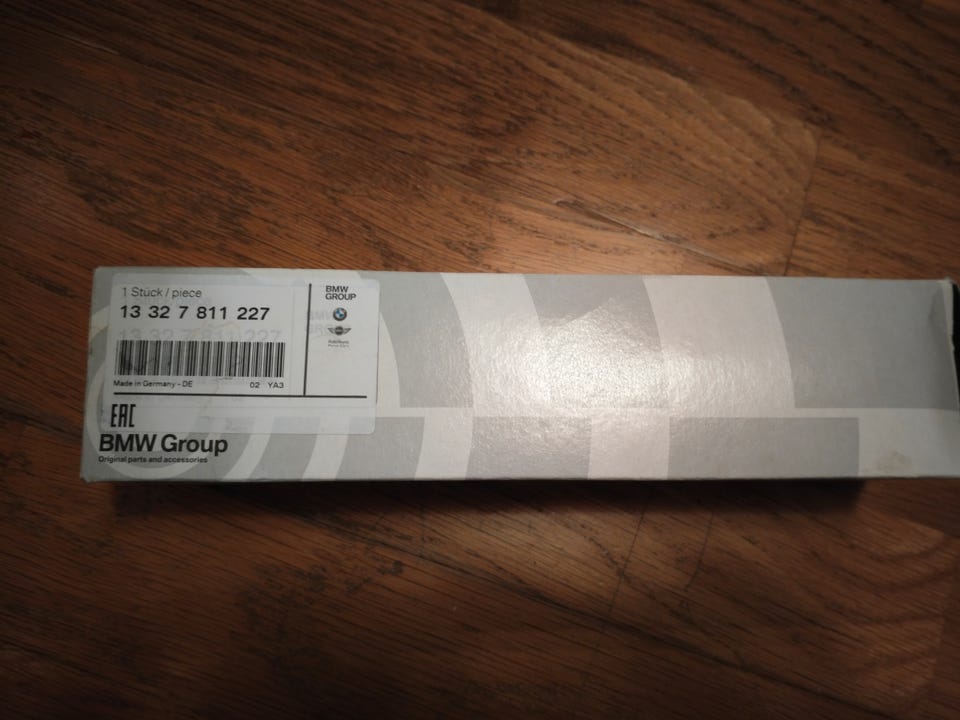 1 Stück / piece
13 32 7 811 227
Made in Germany - DE
02 YA3
BMW
GROUP
EAC
BMW Group
Original parts and accessories